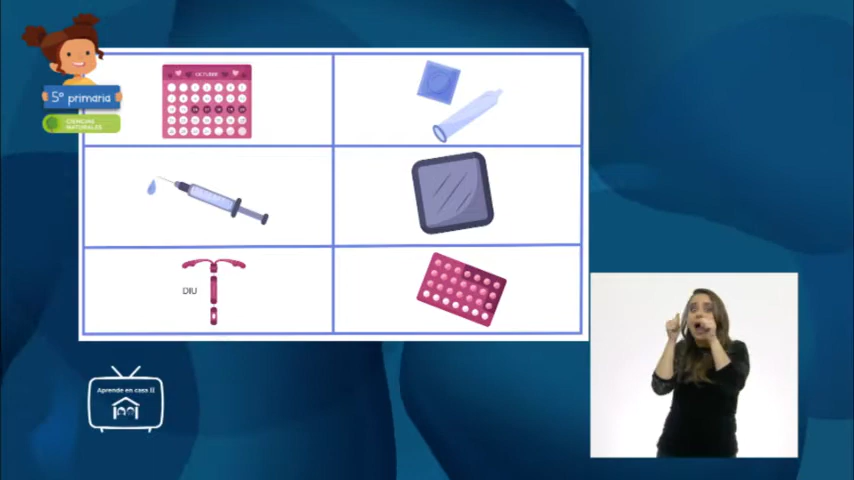 5º primaria
CIENCIAS
NATURALES
OCTUBRE
DIU
Aprende en casa II